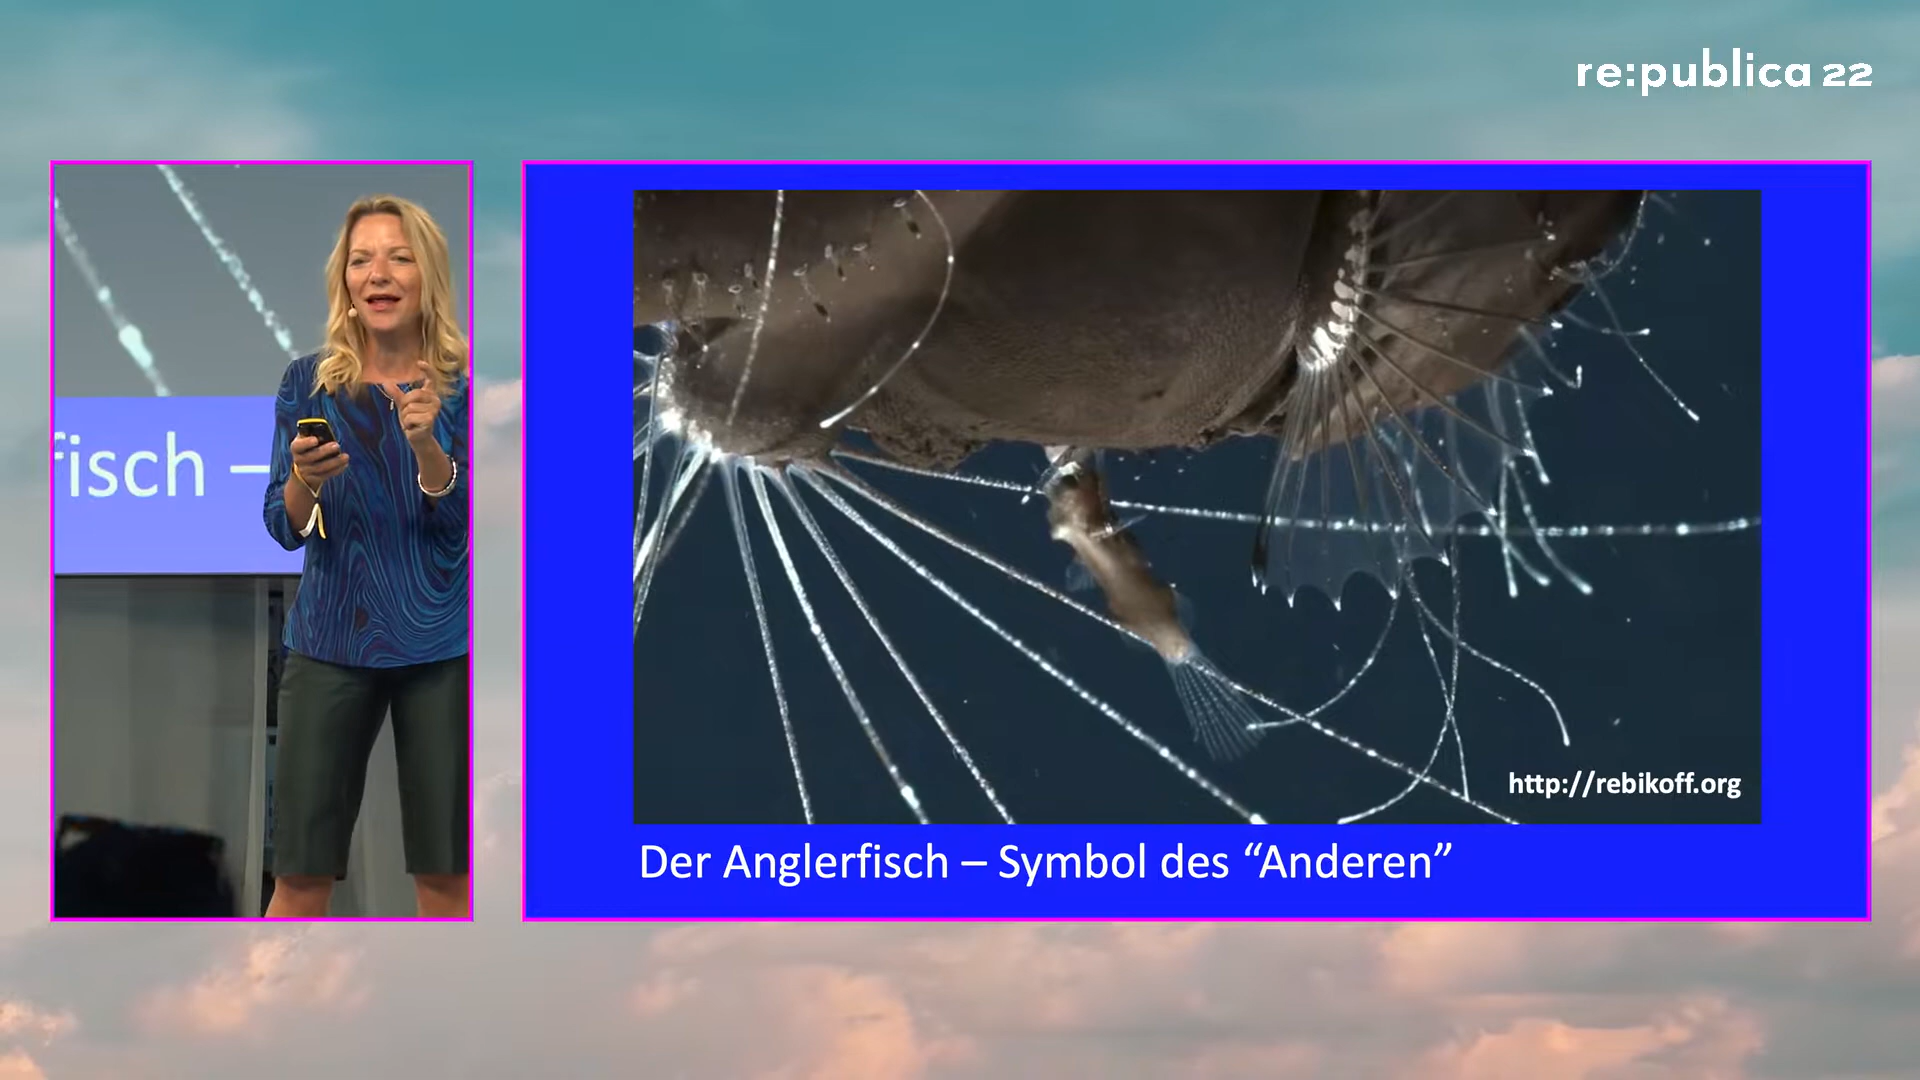 re:publica 22
fisch –
http://rebikoff.org
Der Anglerfisch – Symbol des “Anderen”